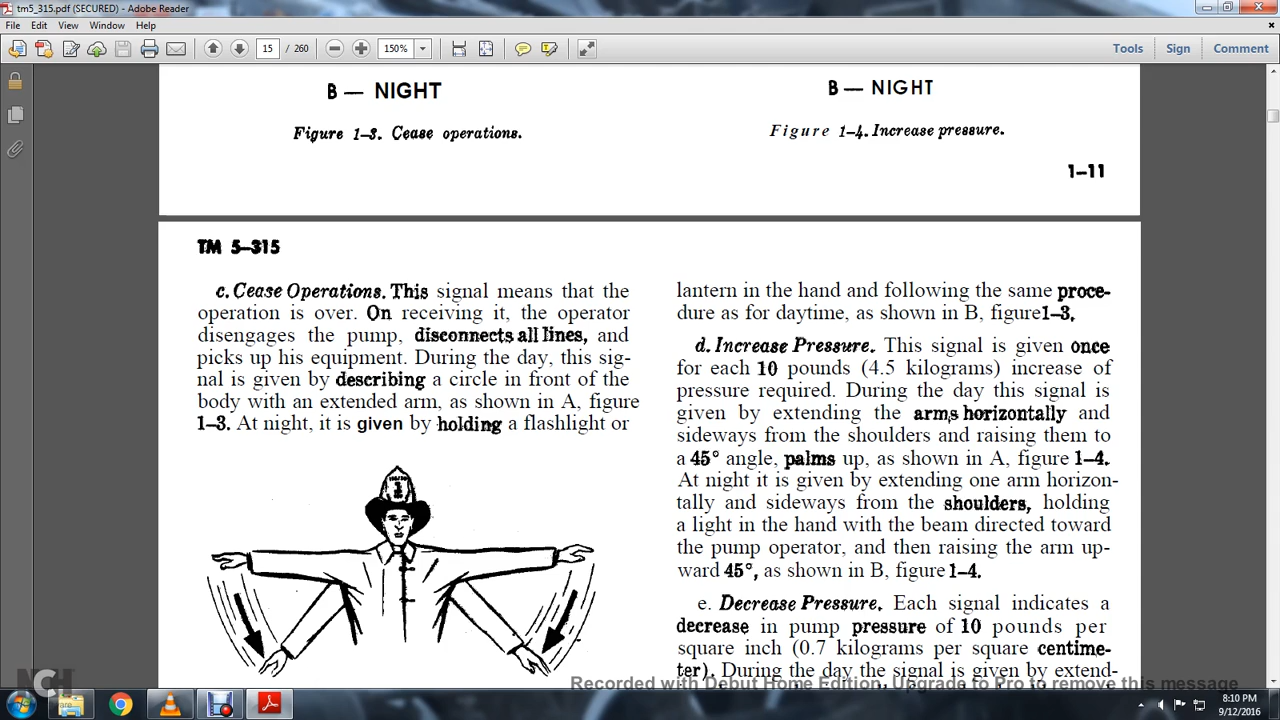 tm5_315.pdf (SECURED) - Adobe Reader
File Edit View Window Help
15 / 260 150% Tools Sign Comment
B — NIGHT
Figure 1-3. Cease operations.
B — NIGHT
Figure 1-4. Increase pressure.
1-11
TM 5-315
c. Cease Operations. This signal means that the
operation is over. On receiving it, the operator
disengages the pump, disconnects all lines, and
picks up his equipment. During the day, this sig-
nal is given by describing a circle in front of the
body with an extended arm, as shown in A, figure
1-3. At night, it is given by holding a flashlight or
lantern in the hand and following the same proce-
dure as for daytime, as shown in B, figure 1-3.
d. Increase Pressure. This signal is given once
for each 10 pounds (4.5 kilograms) increase of
pressure required. During the day this signal is
given by extending the arms horizontally and
sideways from the shoulders and raising them to
a 45° angle, palms up, as shown in A, figure 1-4.
At night it is given by extending one arm horizon-
tally and sideways from the shoulders, holding
a light in the hand with the beam directed toward
the pump operator, and then raising the arm up-
ward 45°, as shown in B, figure 1-4.
e. Decrease Pressure. Each signal indicates a
decrease in pump pressure of 10 pounds per
square inch (0.7 kilograms per square centime-
ter). During the day the signal is given by extend-
1
Recorded with Debut Home Edition. Upgrade to Pro to remove this message
NCH
8:10 PM
9/12/2016